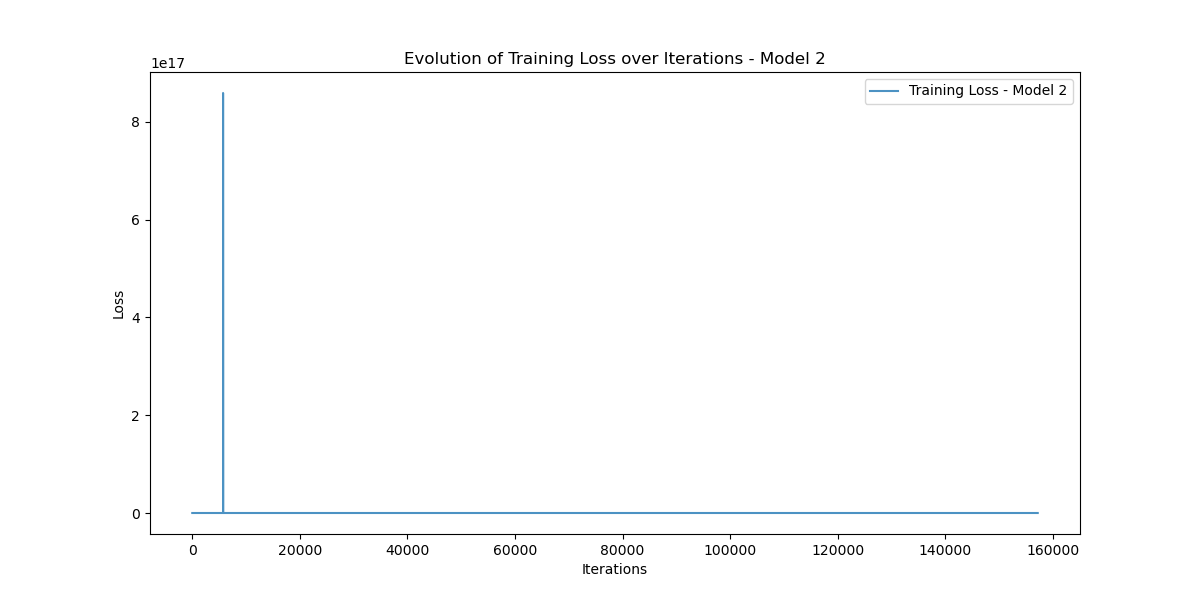 Evolution of Training Loss over Iterations - Model 2
1e17
Training Loss - Model 2
8
6
4
2
0
Loss
0 20000 40000 60000 80000 100000 120000 140000 160000
Iterations